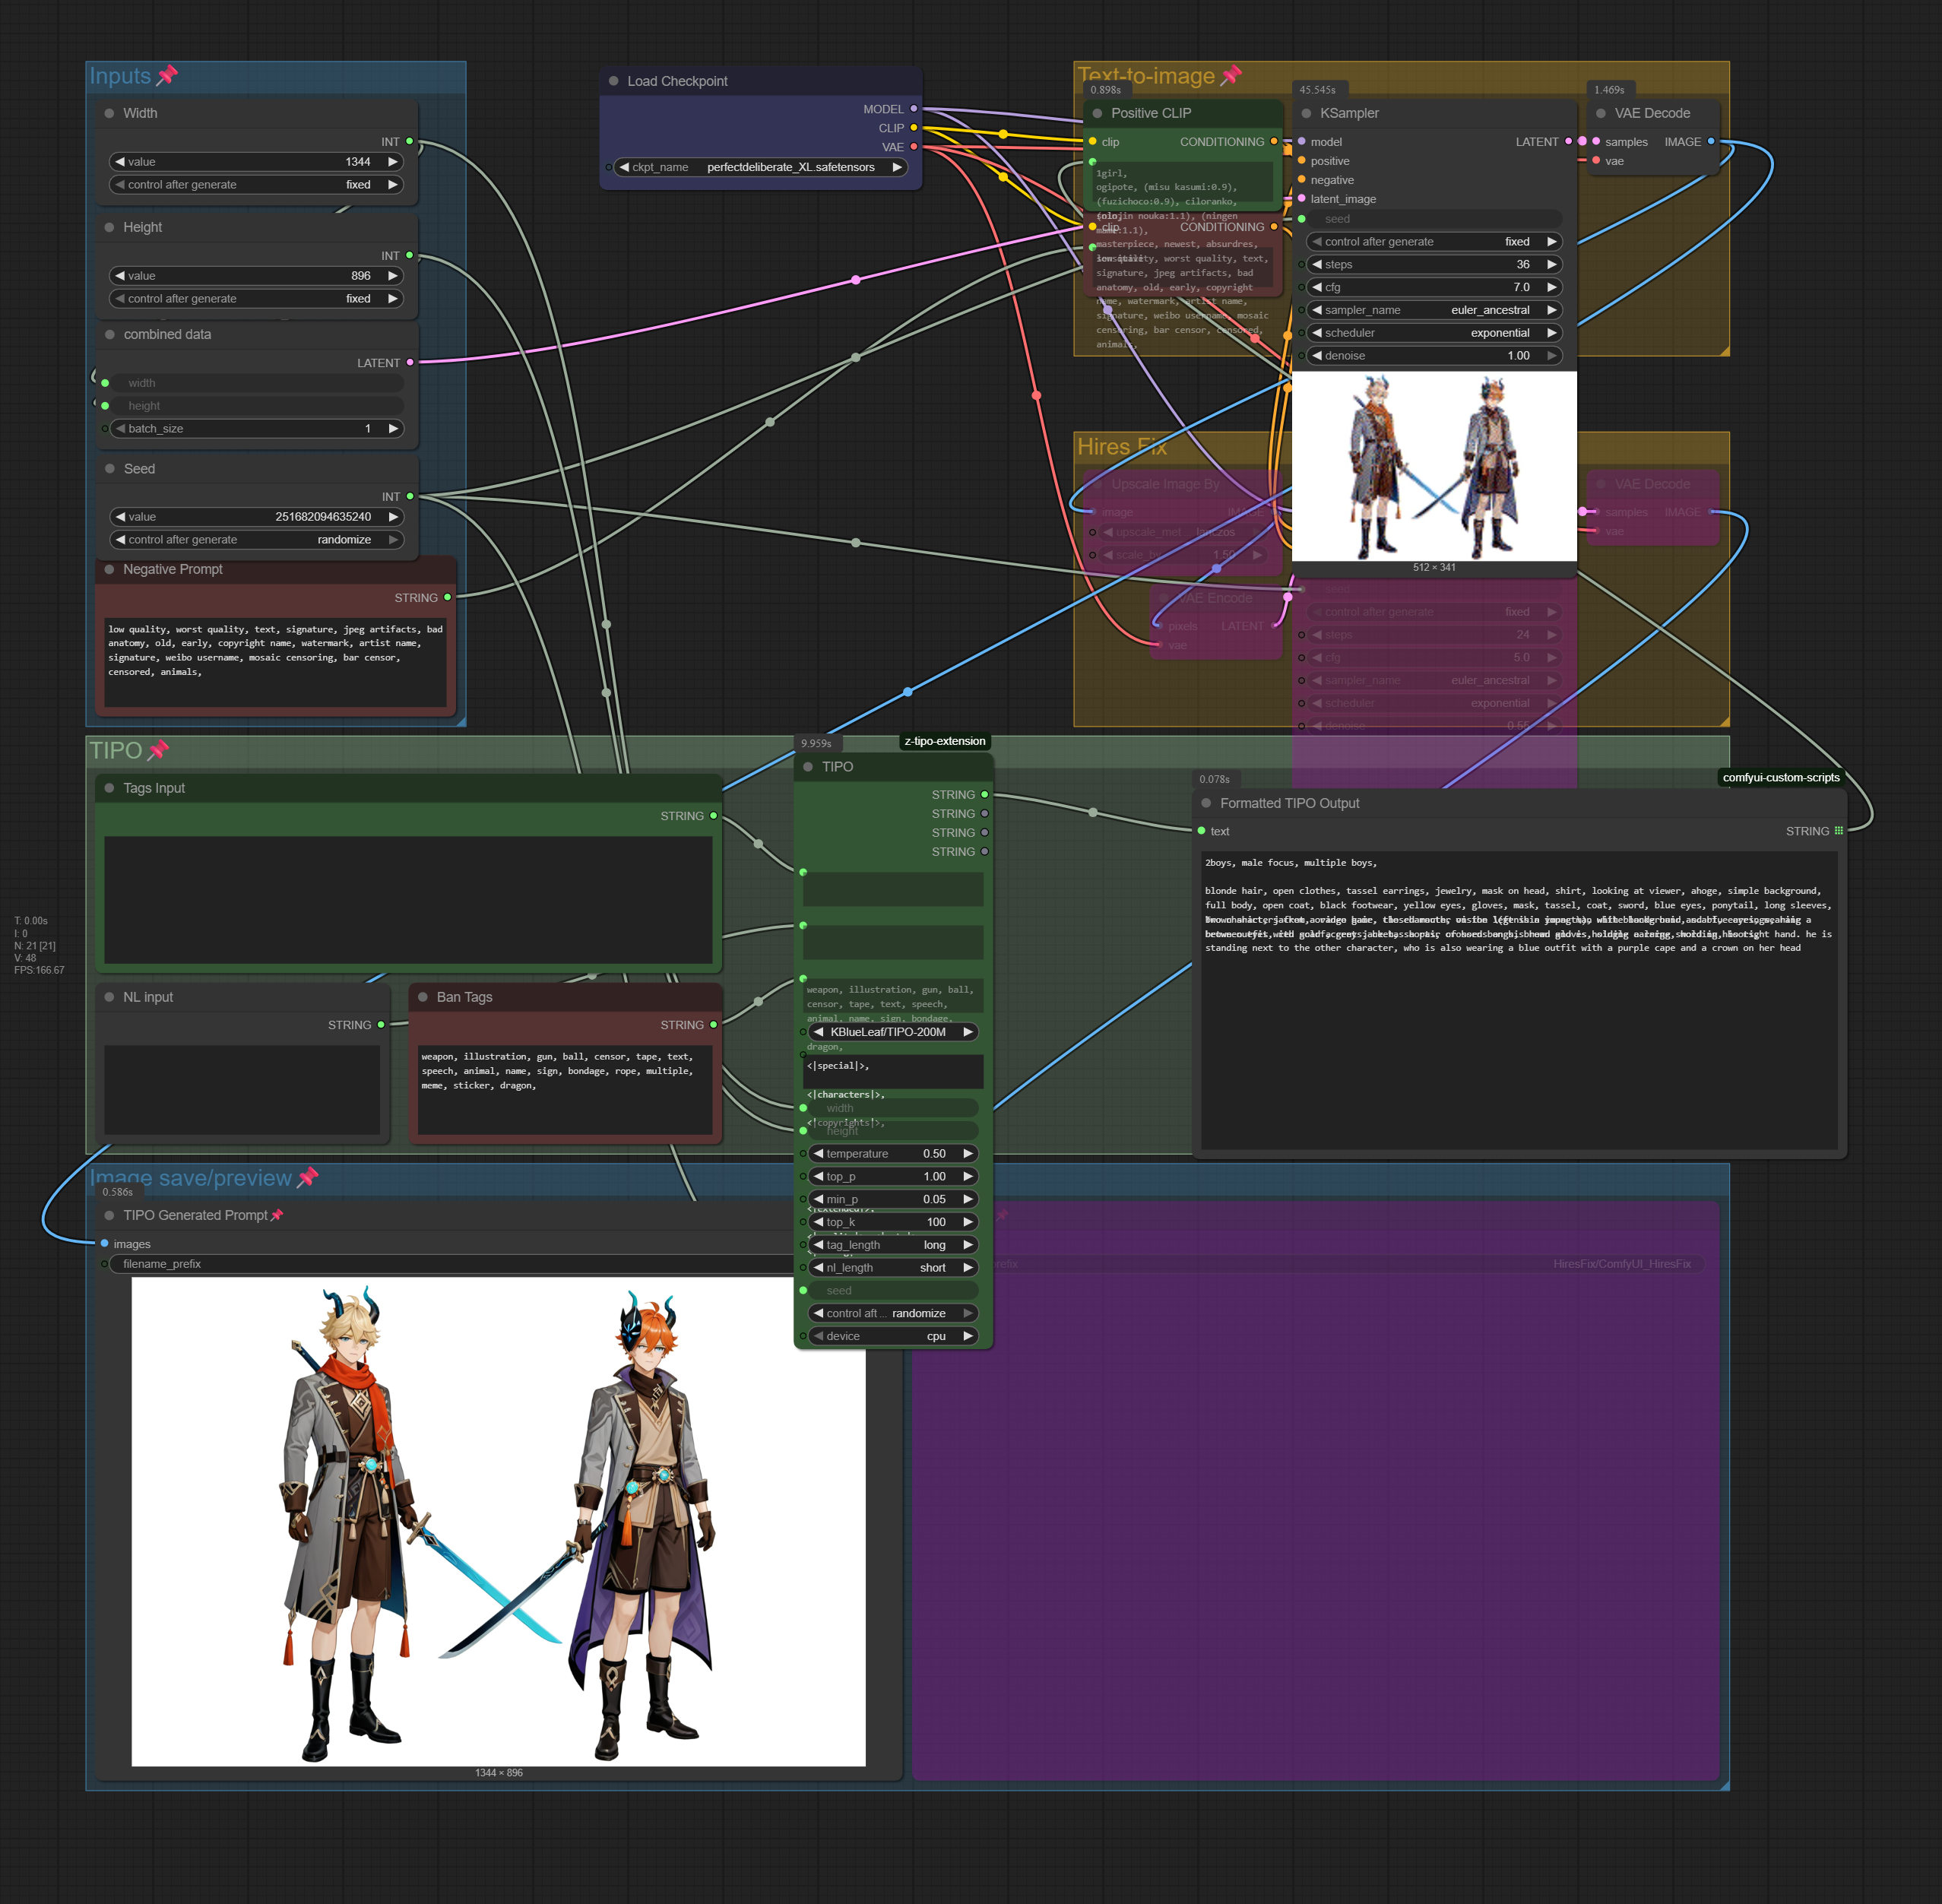 Inputs
Width
INT
value 1344
control after generate fixed
Height
INT
value 896
control after generate fixed
combined data
LATENT
width
height
batch_size 1
Seed
INT
value 251682094635240
control after generate randomize
Negative Prompt
STRING
low quality, worst quality, text, signature, jpeg artifacts, bad
anatomy, old, early, copyright name, watermark, artist name,
signature, weibo username, mosaic censoring, bar censor,
censored, animals,
Load Checkpoint
MODEL
CLIP
VAE
ckpt_name perfectdeliberate_XL.safetensors
Text-to-image
0.898s
Positive CLIP
clip CONDITIONING
1girl,
ogipote, (misu kasumi:0.9),
(fuzichoco:0.9), ciloranko,
clip CONDITIONING
masterpiece, newest, absurdres,
low quality, worst quality, text,
signature, jpeg artifacts, bad
anatomy, old, early, copyright
name, watermark, artist name,
signature, weibo username, mosaic
censoring, bar censor, censored,
animals,
45.545s
KSampler
model LATENT
positive
negative
latent_image
seed
control after generate fixed
steps 36
cfg 7.0
sampler_name euler_ancestral
scheduler exponential
denoise 1.00
512 × 341
1.469s
VAE Decode
samples IMAGE
vae
Hires Fix
Upscale Image By
image IMAGE
upscale_met... lanczos
scale_by 1.50
VAE Encode
pixels LATENT
vae
seed
control after generate fixed
steps 24
cfg 5.0
sampler_name euler_ancestral
scheduler exponential
denoise 0.55
VAE Decode
samples IMAGE
vae
TIPO
Tags Input
STRING
NL input
STRING
Ban Tags
STRING
weapon, illustration, gun, ball, censor, tape, text,
speech, animal, name, sign, bondage, rope, multiple,
meme, sticker, dragon,
9.959s
z-tipo-extension
TIPO
STRING
STRING
STRING
STRING
weapon, illustration, gun, ball,
censor, tape, text, speech,
animal, name, sign, bondage,
KBlueLeaf/TIPO-200M
dragon,
<|special|>,
<|characters|>,
width
<|copyrights|>,
height
temperature 0.50
top_p 1.00
min_p 0.05
top_k 100
tag_length long
nl_length short
seed
control aft... randomize
device cpu
0.078s
comfyui-custom-scripts
Formatted TIPO Output
text STRING
2boys, male focus, multiple boys,
blonde hair, open clothes, tassel earrings, jewelry, mask on head, shirt, looking at viewer, ahoge, simple background,
full body, open coat, black footwear, yellow eyes, gloves, mask, tassel, coat, sword, blue eyes, ponytail, long sleeves,
standing next to the other character, who is also wearing a blue outfit with a purple cape and a crown on her head
T: 0.00s
I: 0
N: 21 [21]
V: 48
FPS:166.67
Image save/preview
0.586s
TIPO Generated Prompt
images
filename_prefix
1344 × 896
HiresFix/ComfyUI_HiresFix